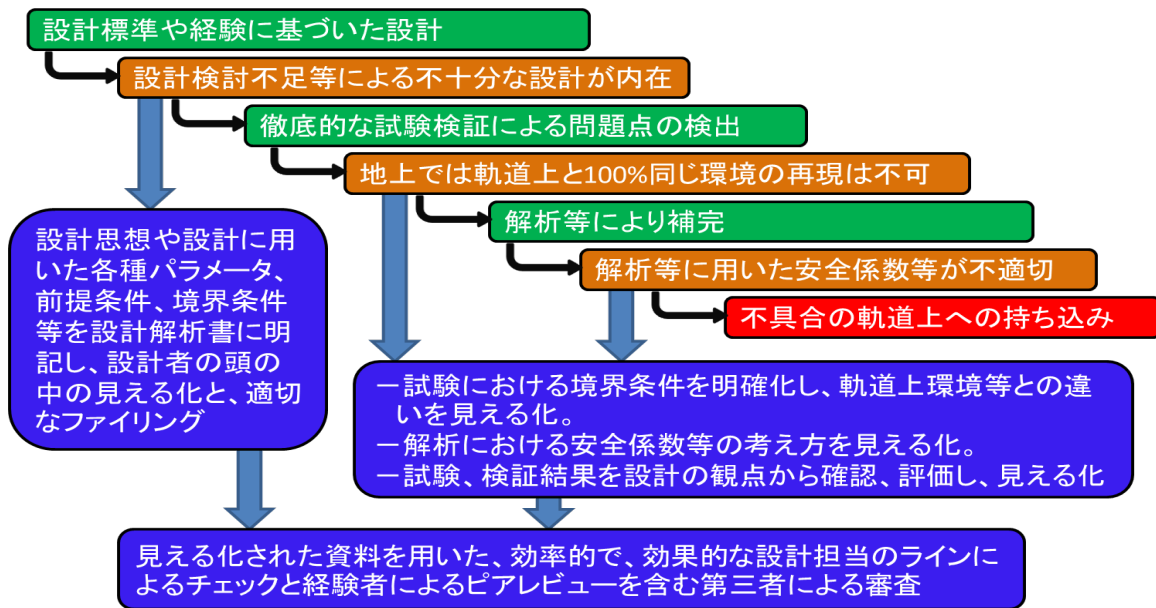 設計標準や経験に基づいた設計
設計検討不足等による不十分な設計が内在
徹底的な試験検証による問題点の検出
地上では軌道上と100%同じ環境の再現は不可
解析等により補完
解析等に用いた安全係数等が不適切
不具合の軌道上への持ち込み
設計思想や設計に用
いた各種パラメータ、
前提条件、境界条件
等を設計解析書に明
記し、設計者の頭の
中の見える化と、適切
なファイリング
－試験における境界条件を明確化し、軌道上環境等との違
いを見える化。
－解析における安全係数等の考え方を見える化。
－試験、検証結果を設計の観点から確認、評価し、見える化
見える化された資料を用いた、効率的で、効果的な設計担当のラインに
よるチェックと経験者によるピアレビューを含む第三者による審査